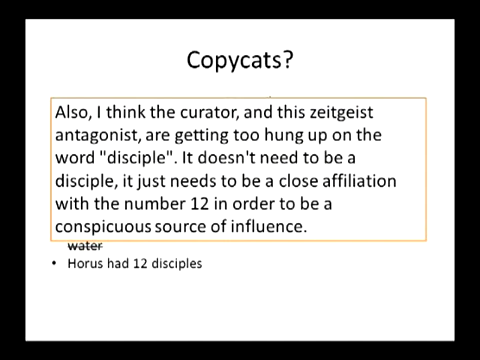 Copycats?
Also, I think the curator, and this zeitgeist
antagonist, are getting too hung up on the
word "disciple". It doesn't need to be a
disciple, it just needs to be a close affiliation
with the number 12 in order to be a
conspicuous source of influence.
water
• Horus had 12 disciples